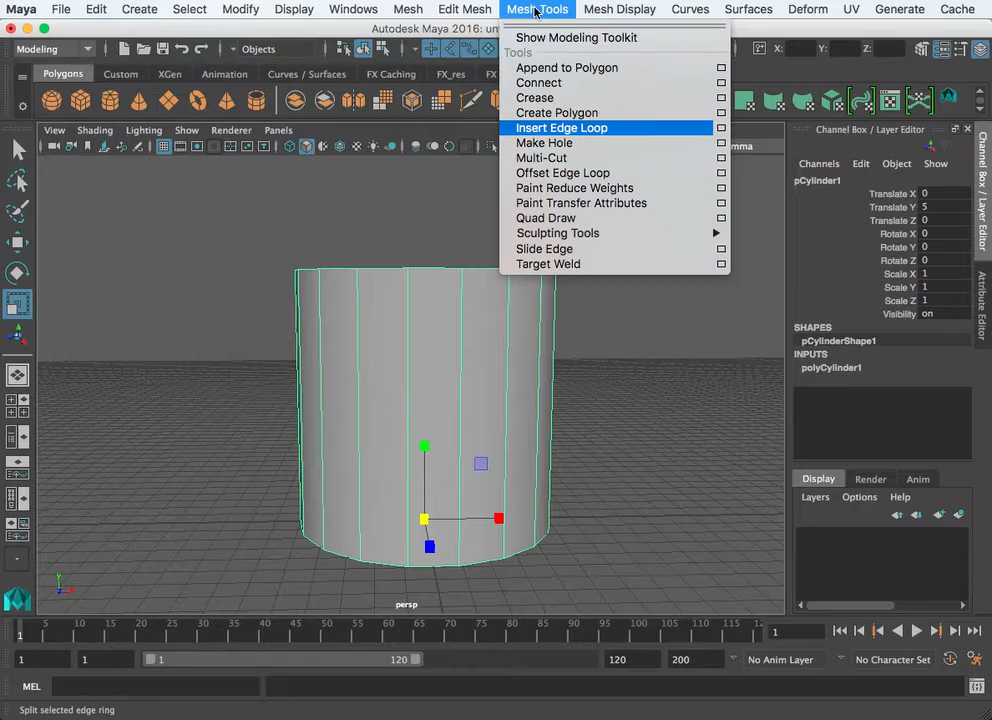 Maya File Edit Create Select Modify Display Windows Mesh Edit Mesh Mesh Tools Mesh Display Curves Surfaces Deform UV Generate Cache
Autodesk Maya 2016: un
Modeling Objects X: Y: Z:
Polygons Custom XGen Animation Curves / Surfaces FX Caching FX_res FX
View Shading Lighting Show Renderer Panels
mma
Show Modeling Toolkit
Tools
Append to Polygon
Connect
Crease
Create Polygon
Insert Edge Loop
Make Hole
Multi-Cut
Offset Edge Loop
Paint Reduce Weights
Paint Transfer Attributes
Quad Draw
Sculpting Tools
Slide Edge
Target Weld
Channel Box / Layer Editor
Channels Edit Object Show
pCylinder1
Translate X 0
Translate Y 5
Translate Z 0
Rotate X 0
Rotate Y 0
Rotate Z 0
Scale X 1
Scale Y 1
Scale Z 1
Visibility on
SHAPES
pCylinderShape1
INPUTS
polyCylinder1
Display Render Anim
Layers Options Help
Channel Box / Layer Editor
Attribute Editor
Y
X
persp
5 10 15 20 25 30 35 40 45 50 55 60 65 70 75 80 85 90 95 100 105 110 115 12
1 1
1 1 1 120 120 200 No Anim Layer No Character Set
MEL
Split selected edge ring